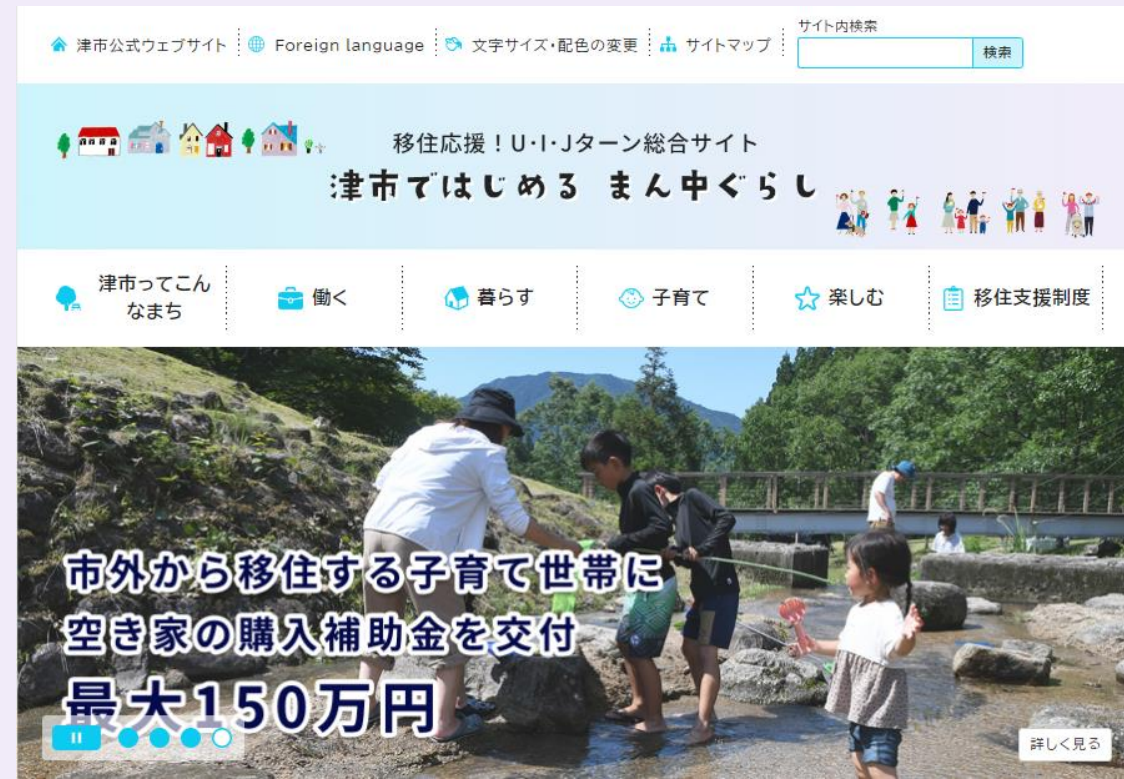 津市公式ウェブサイト
Foreign language
文字サイズ・配色の変更
サイトマップ
サイト内検索
検索
移住応援！U・I・Jターン総合サイト
津市ではじめる まん中ぐらし
津市ってこん
なまち
働く
暮らす
子育て
楽しむ
移住支援制度
市外から移住する子育て世帯に
空き家の購入補助金を交付
最大150万円
詳しく見る